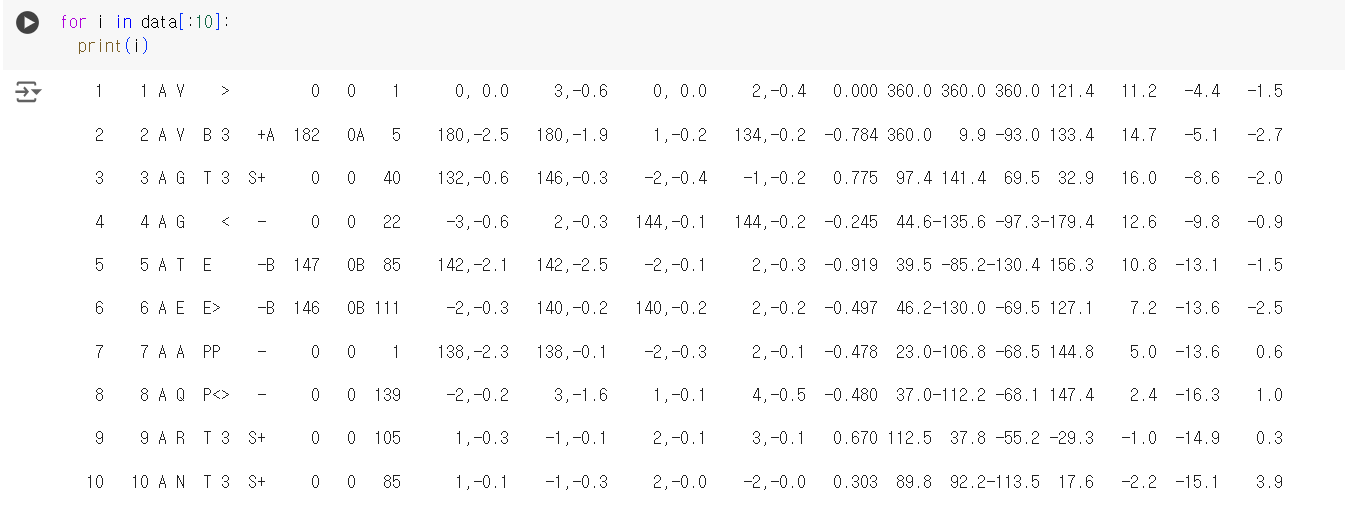 for i in data[:10]:
  print(i)
    1    1 A V    >         0   0    1      0, 0.0     3,-0.6     0, 0.0     2,-0.4   0.000 360.0 360.0 360.0 121.4   11.2   -4.4   -1.5
    2    2 A V  B 3   +A  182   0A   5    180,-2.5   180,-1.9     1,-0.2   134,-0.2  -0.784 360.0   9.9 -93.0 133.4   14.7   -5.1   -2.7
    3    3 A G  T 3  S+     0   0   40    132,-0.6   146,-0.3    -2,-0.4    -1,-0.2   0.775  97.4 141.4  69.5  32.9   16.0   -8.6   -2.0
    4    4 A G    <   -     0   0   22     -3,-0.6     2,-0.3   144,-0.1   144,-0.2  -0.245  44.6-135.6 -97.3-179.4   12.6   -9.8   -0.9
    5    5 A T  E     -B  147   0B  85    142,-2.1   142,-2.5    -2,-0.1     2,-0.3  -0.919  39.5 -85.2-130.4 156.3   10.8  -13.1   -1.5
    6    6 A E  E>    -B  146   0B 111     -2,-0.3   140,-0.2   140,-0.2     2,-0.2  -0.497  46.2-130.0 -69.5 127.1    7.2  -13.6   -2.5
    7    7 A A  PP    -     0   0    1    138,-2.3   138,-0.1    -2,-0.3     2,-0.1  -0.478  23.0-106.8 -68.5 144.8    5.0  -13.6    0.6
    8    8 A Q  P<>   -     0   0  139     -2,-0.2     3,-1.6     1,-0.1     4,-0.5  -0.480  37.0-112.2 -68.1 147.4    2.4  -16.3    1.0
    9    9 A R  T 3  S+     0   0  105      1,-0.3    -1,-0.1     2,-0.1     3,-0.1   0.670 112.5  37.8 -55.2 -29.3   -1.0  -14.9    0.3
   10   10 A N  T 3  S+     0   0   85      1,-0.1    -1,-0.3     2,-0.0    -2,-0.0   0.303  89.8  92.2-113.5  17.6   -2.2  -15.1    3.9